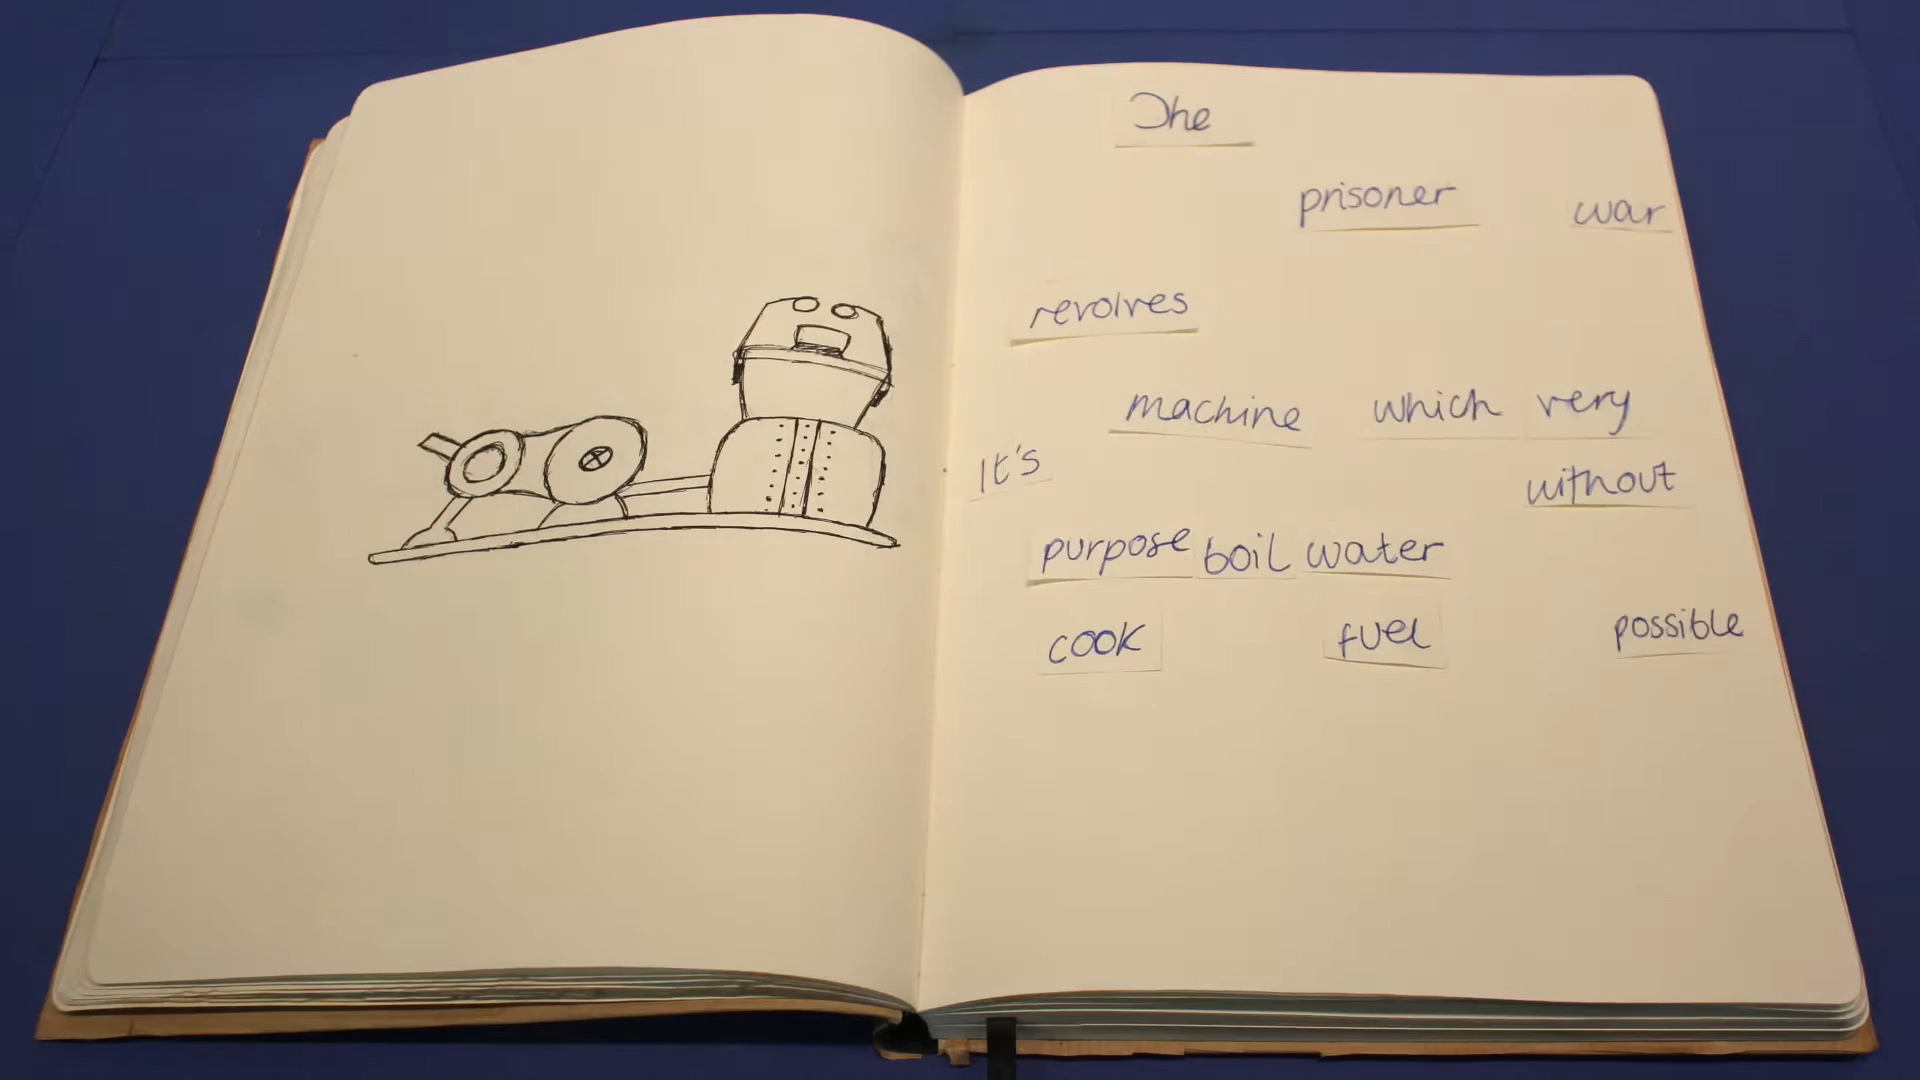 The
prisoner war
revolves
machine which very
It's without
purpose boil water
cook fuel possible